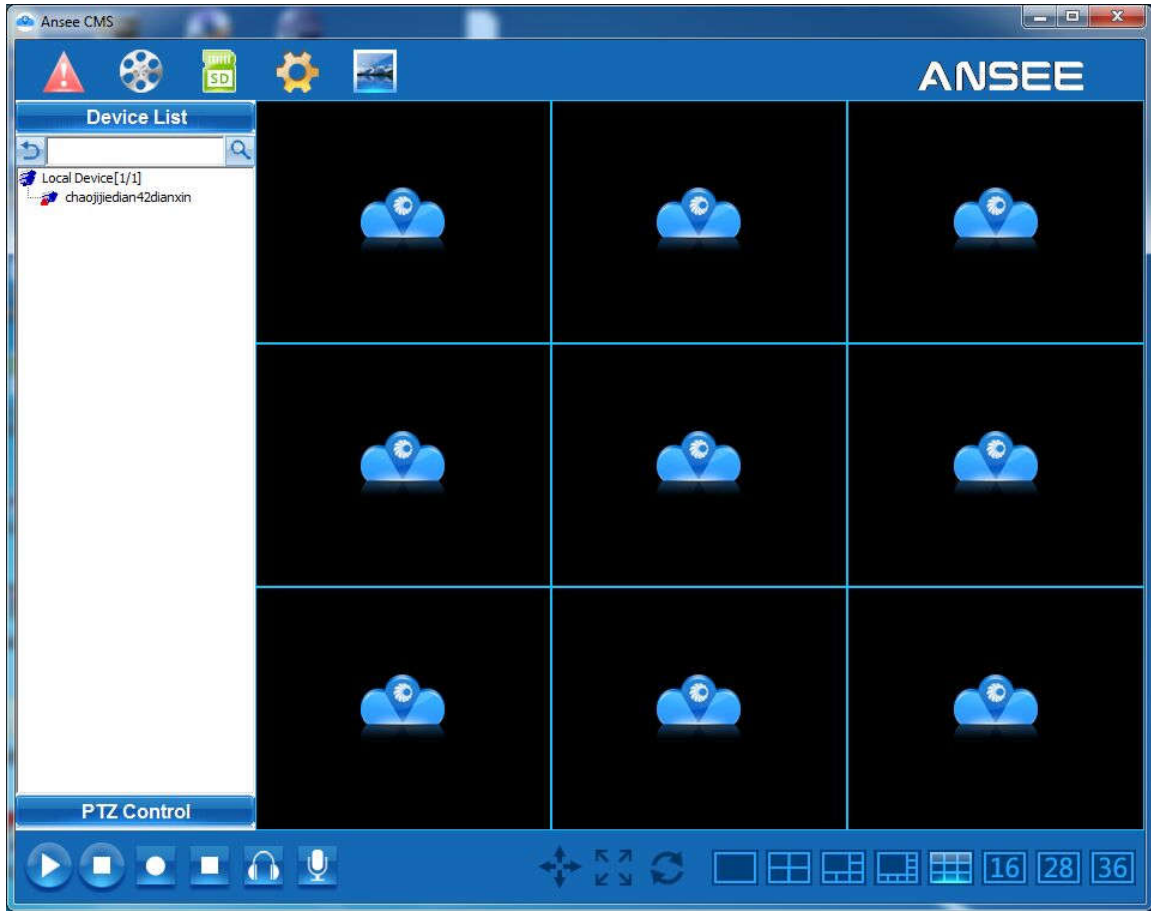 Ansee CMS
SD
ANSEE
Device List
Local Device[1/1]
chaojijiedian42dianxin
PTZ Control
16 28 36